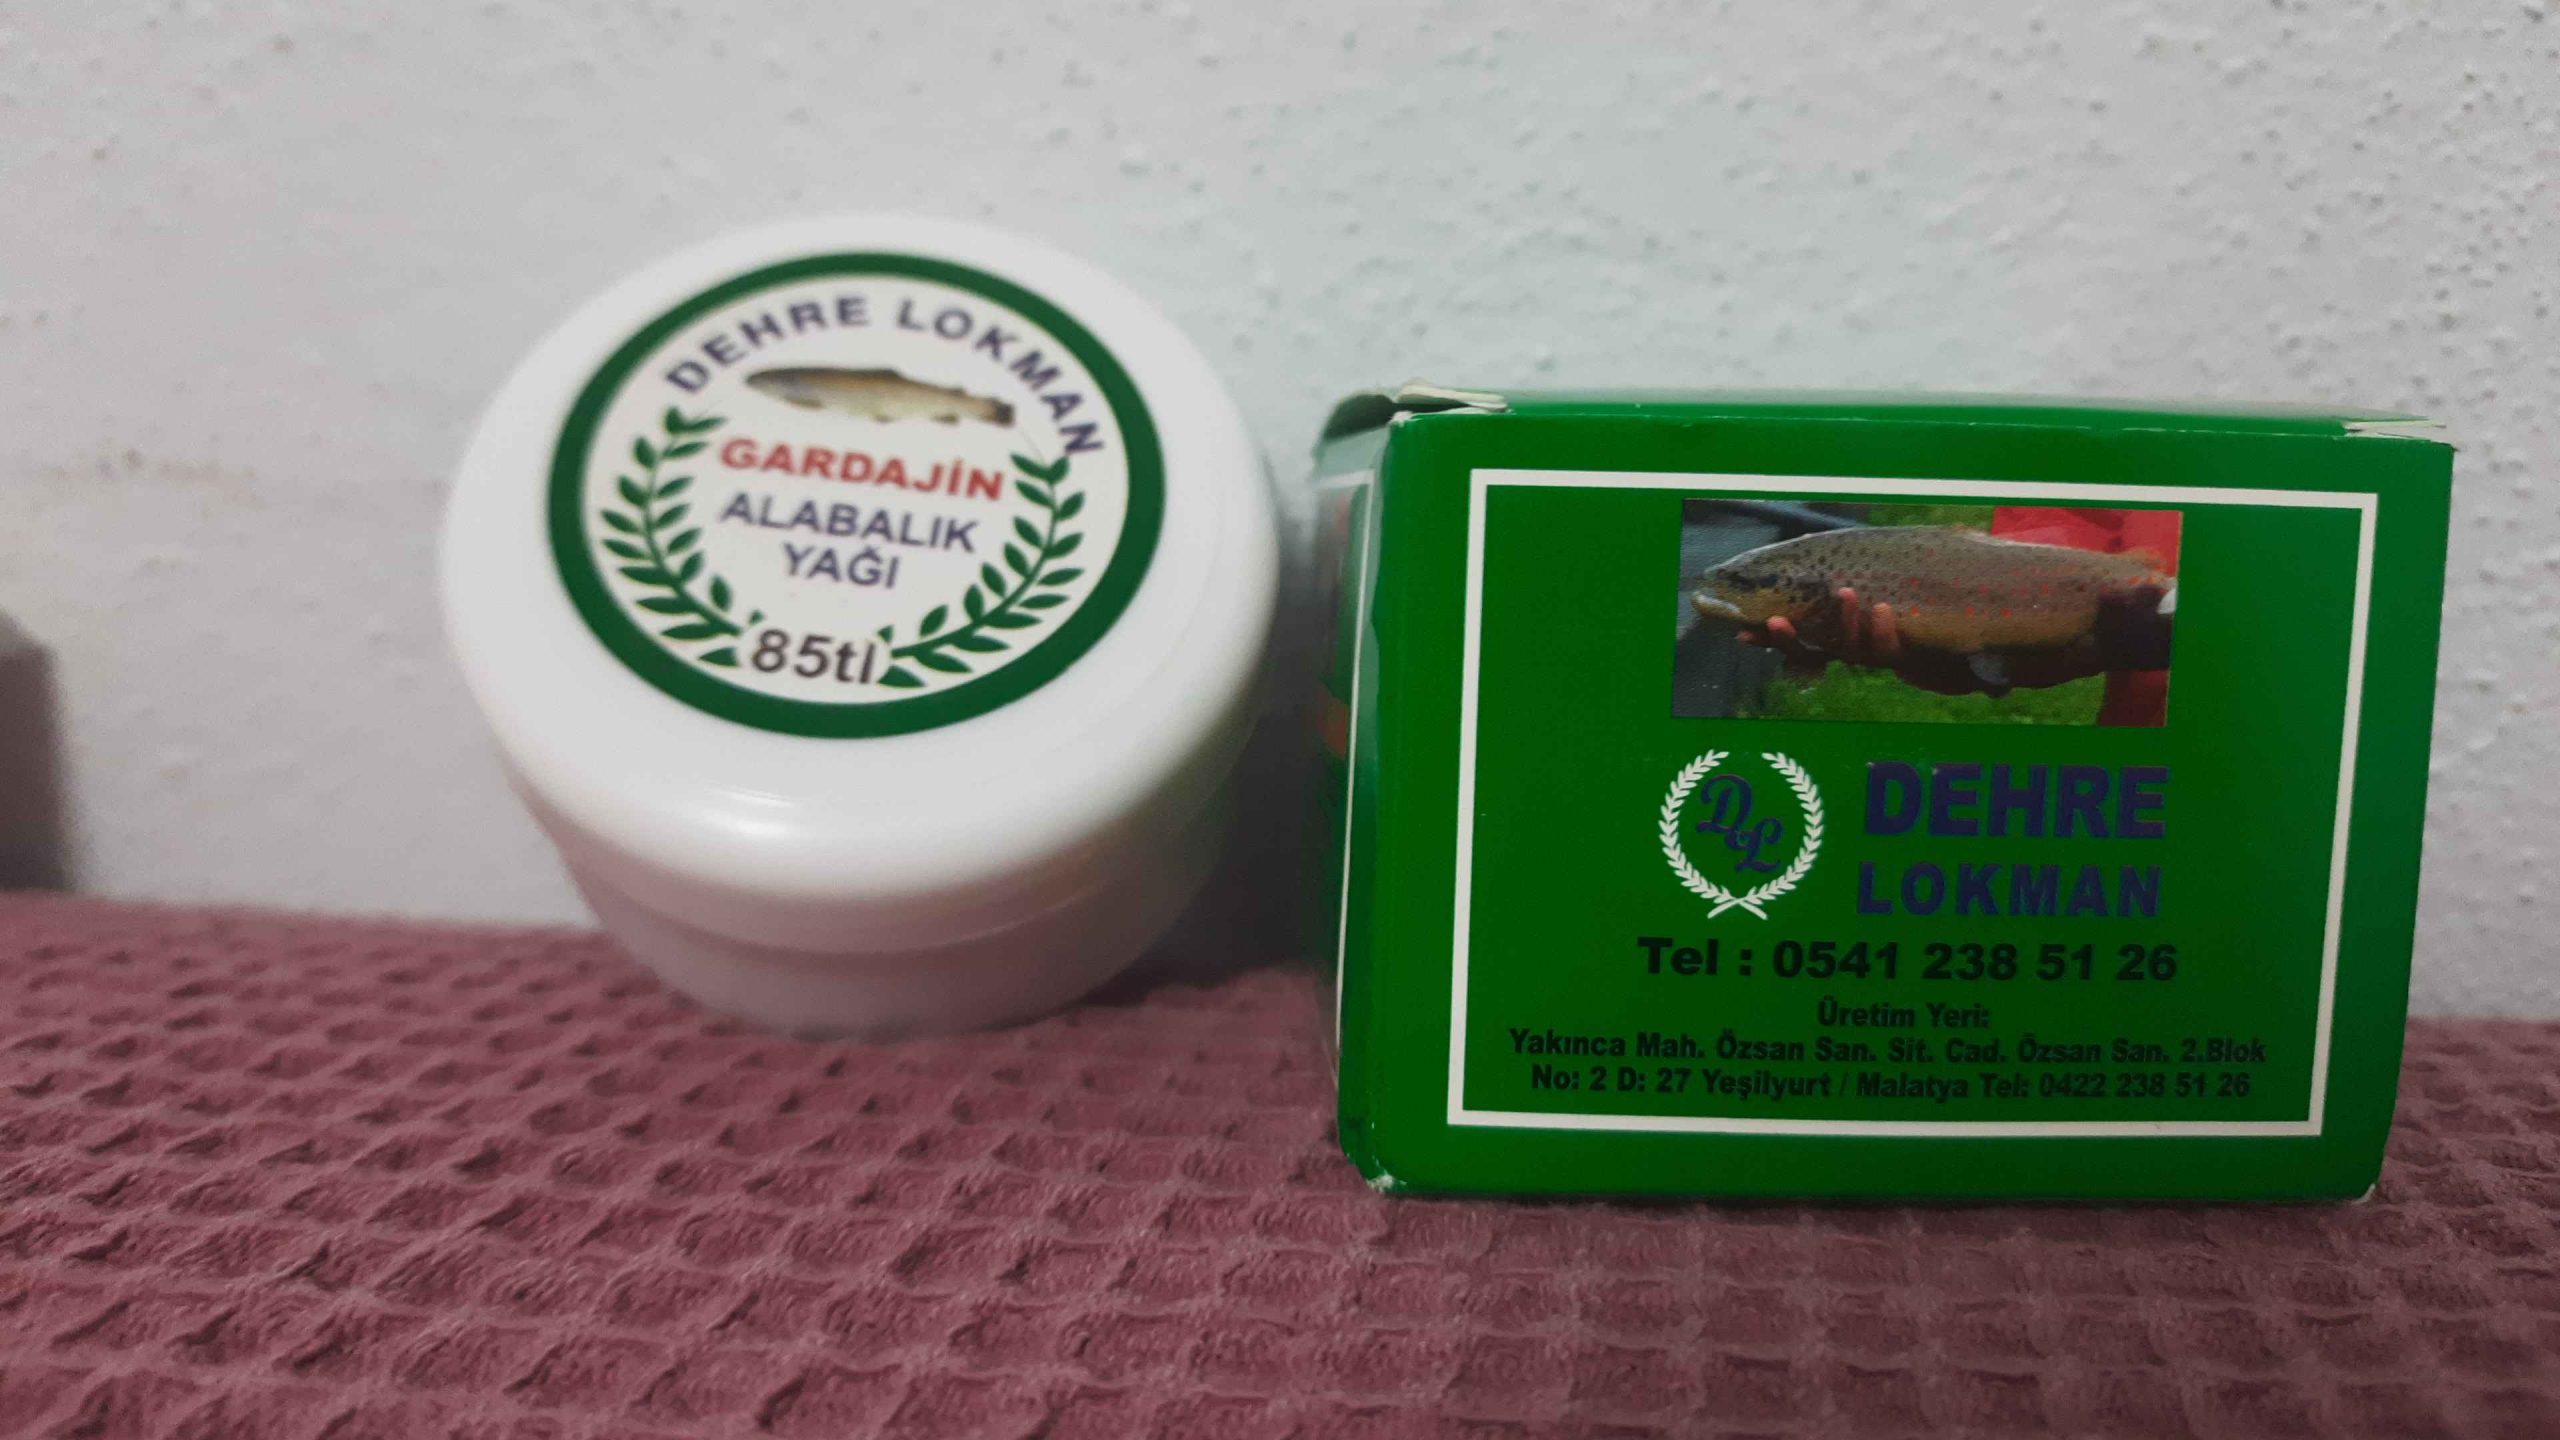 DEHRE LOKMAN
GARDAJİN
ALABALIK
YAĞI
85tl
DL
DEHRE
LOKMAN
Tel : 0541 238 51 26
Üretim Yeri:
Yakınca Mah. Özsan San. Sit. Cad. Özsan San. 2.Blok
No: 2 D: 27 Yeşilyurt / Malatya Tel: 0422 238 51 26